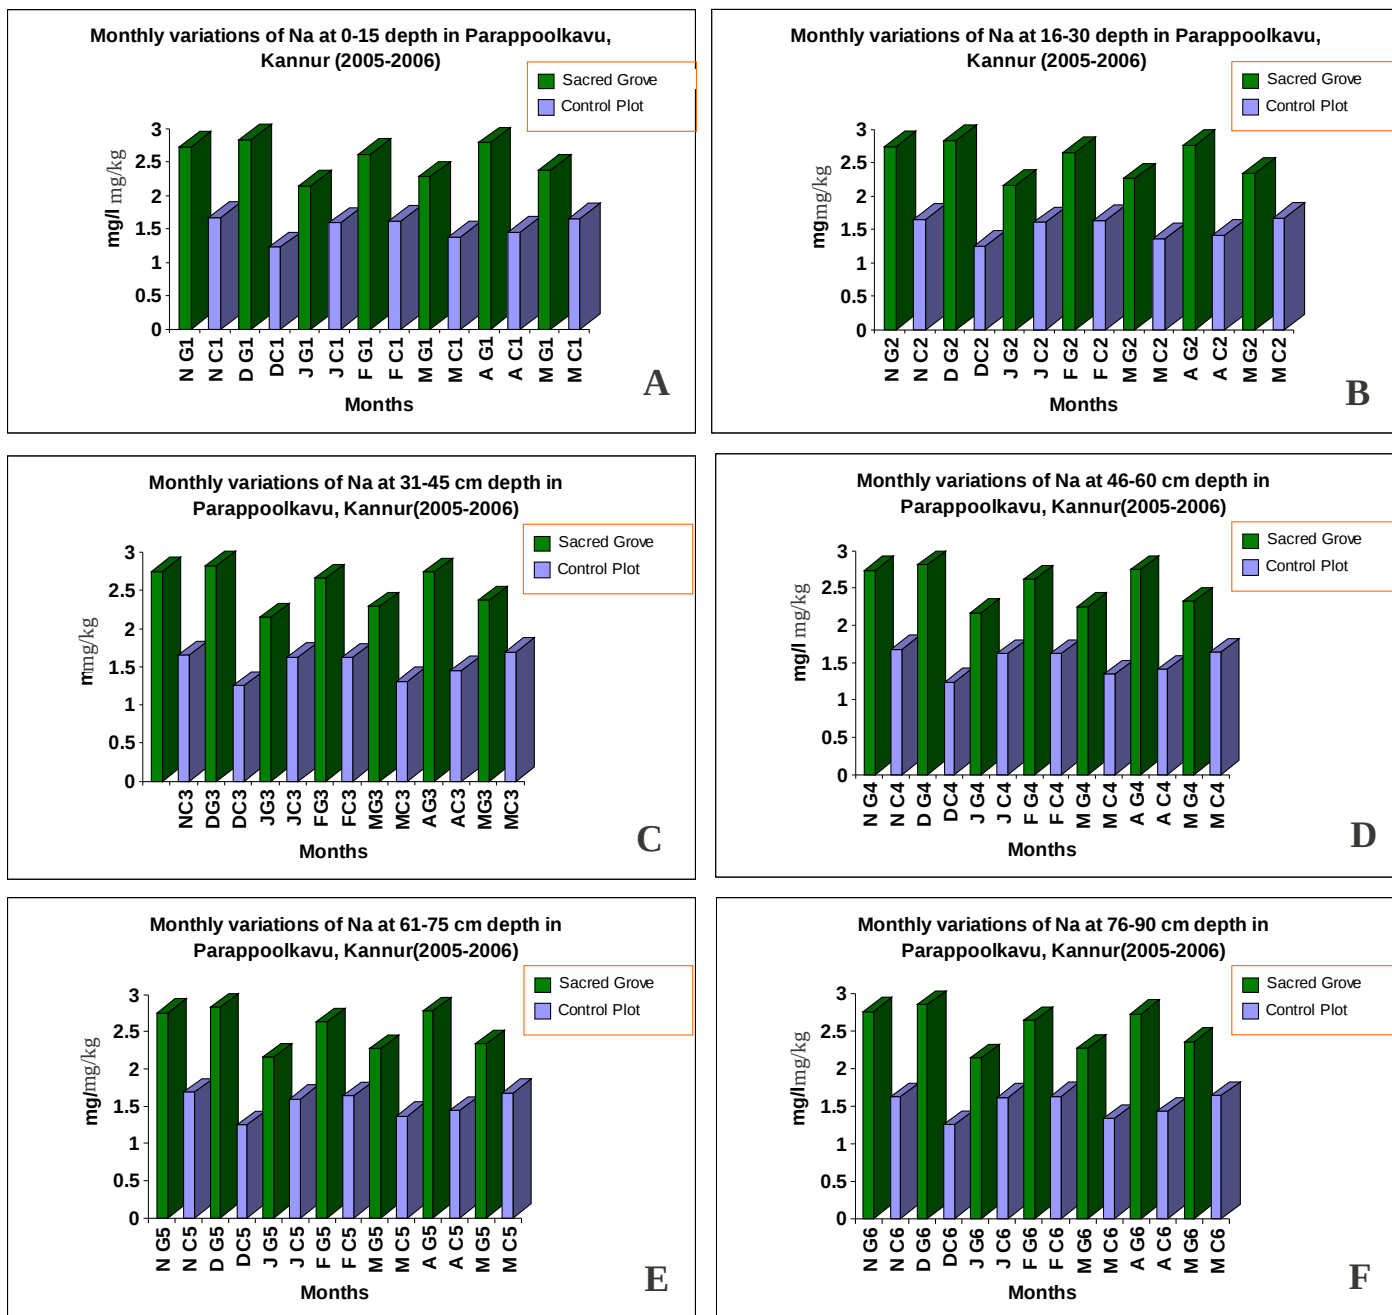 Monthly variations of Na at 0-15 depth in Parappoolkavu,
Kannur (2005-2006)
Sacred Grove
Control Plot
mg/l mg/kg
3
2.5
2
1.5
1
0.5
0
N G1
N C1
D G1
DC1
J G1
J C1
F G1
F C1
M G1
M C1
A G1
A C1
M G1
M C1
Months
A
Monthly variations of Na at 16-30 depth in Parappoolkavu,
Kannur (2005-2006)
Sacred Grove
Control Plot
mgmg/kg
3
2.5
2
1.5
1
0.5
0
N G2
N C2
D G2
DC2
J G2
J C2
F G2
F C2
M G2
M C2
A G2
A C2
M G2
M C2
Months
B
Monthly variations of Na at 31-45 cm depth in
Parappoolkavu, Kannur(2005-2006)
Sacred Grove
Control Plot
mmg/kg
3
2.5
2
1.5
1
0.5
0
NC3
DG3
DC3
JG3
JC3
FG3
FC3
MG3
MC3
AG3
AC3
MG3
MC3
Months
C
Monthly variations of Na at 46-60 cm depth in
Parappoolkavu, Kannur(2005-2006)
Sacred Grove
Control Plot
mg/l mg/kg
3
2.5
2
1.5
1
0.5
0
N G4
N C4
D G4
DC4
J G4
J C4
F G4
F C4
M G4
M C4
A G4
A C4
M G4
M C4
Months
D
Monthly variations of Na at 61-75 cm depth in
Parappoolkavu, Kannur(2005-2006)
Sacred Grove
Control Plot
mg/mg/kg
3
2.5
2
1.5
1
0.5
0
N G5
N C5
D G5
DC5
J G5
J C5
F G5
F C5
M G5
M C5
A G5
A C5
M G5
M C5
Months
E
Monthly variations of Na at 76-90 cm depth in
Parappoolkavu, Kannur(2005-2006)
Sacred Grove
Control Plot
mg/lmg/kg
3
2.5
2
1.5
1
0.5
0
N G6
N C6
D G6
DC6
J G6
J C6
F G6
F C6
M G6
M C6
A G6
A C6
M G6
M C6
Months
F